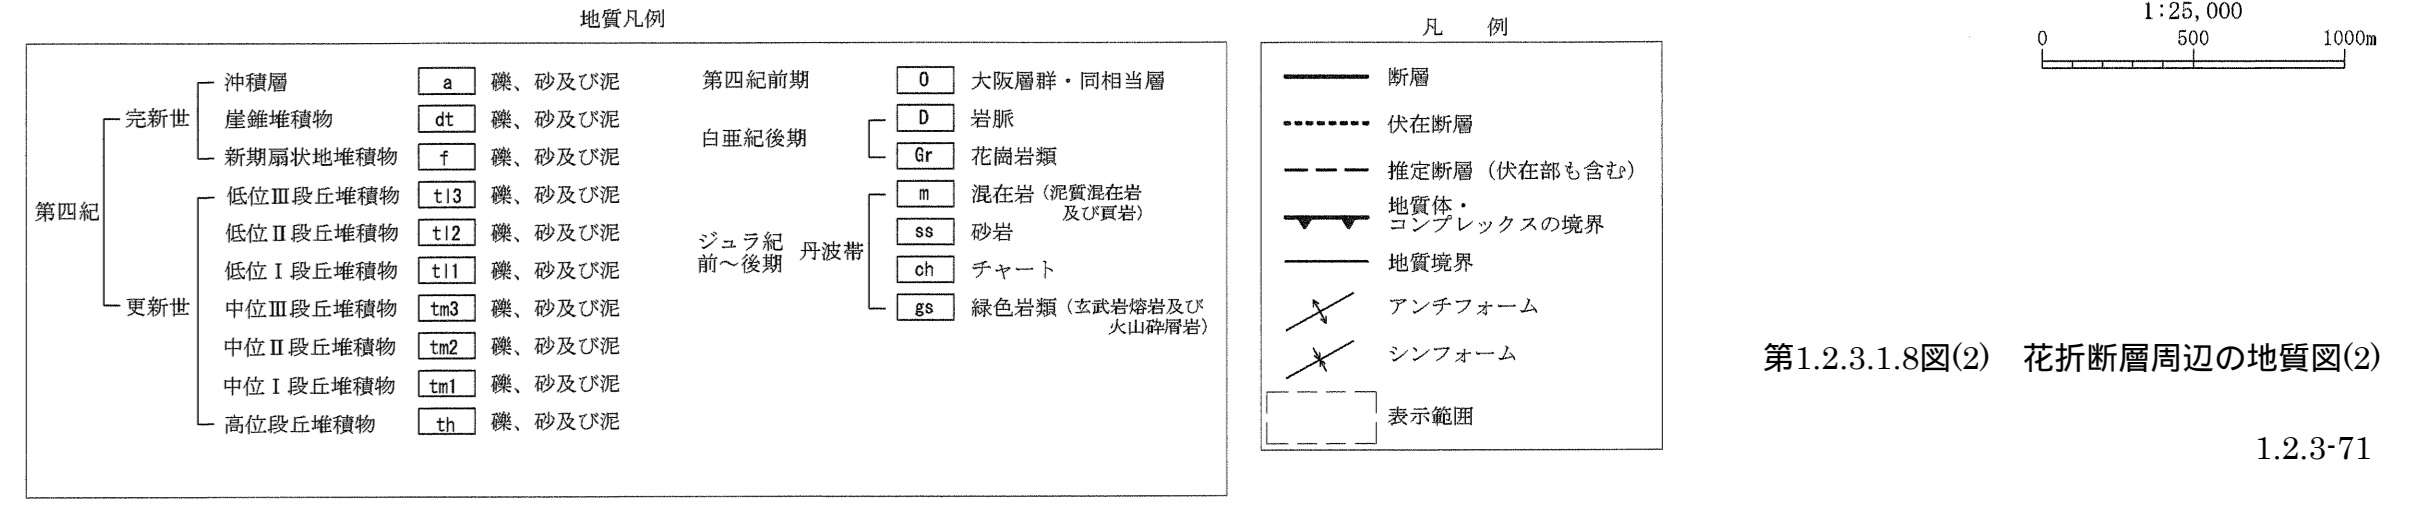 地質凡例
第四紀
完新世
沖積層 a 礫、砂及び泥
崖錐堆積物 dt 礫、砂及び泥
新期扇状地堆積物 f 礫、砂及び泥
更新世
低位Ⅲ段丘堆積物 tl3 礫、砂及び泥
低位Ⅱ段丘堆積物 tl2 礫、砂及び泥
低位Ⅰ段丘堆積物 tl1 礫、砂及び泥
中位Ⅲ段丘堆積物 tm3 礫、砂及び泥
中位Ⅱ段丘堆積物 tm2 礫、砂及び泥
中位Ⅰ段丘堆積物 tm1 礫、砂及び泥
高位段丘堆積物 th 礫、砂及び泥
第四紀前期 O 大阪層群・同相当層
白亜紀後期
D 岩脈
Gr 花崗岩類
ジュラ紀
前～後期
丹波帯
m 混在岩（泥質混在岩
及び頁岩）
ss 砂岩
ch チャート
gs 緑色岩類（玄武岩熔岩及び
火山砕屑岩）
凡 例
断層
伏在断層
推定断層（伏在部も含む）
地質体・
コンプレックスの境界
地質境界
アンチフォーム
シンフォーム
表示範囲
1:25,000
0 500 1000m
第1.2.3.1.8図(2) 花折断層周辺の地質図(2)
1.2.3-71